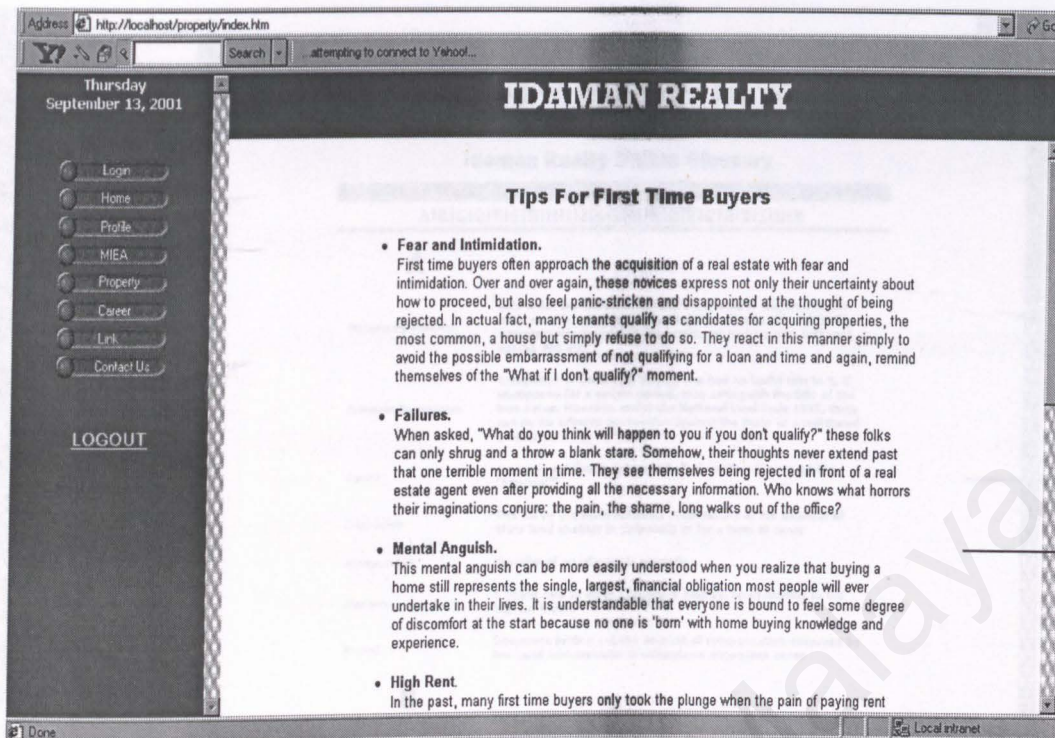 Address http://localhost/property/index.htm Go
Y! Search ...attempting to connect to Yahoo!...
Thursday
September 13, 2001
Login
Home
Profile
MIEA
Property
Career
Link
Contact Us
LOGOUT
IDAMAN REALTY
Tips For First Time Buyers
• Fear and Intimidation.
First time buyers often approach the acquisition of a real estate with fear and
intimidation. Over and over again, these novices express not only their uncertainty about
how to proceed, but also feel panic-stricken and disappointed at the thought of being
rejected. In actual fact, many tenants qualify as candidates for acquiring properties, the
most common, a house but simply refuse to do so. They react in this manner simply to
avoid the possible embarrassment of not qualifying for a loan and time and again, remind
themselves of the "What if I don't qualify?" moment.
• Failures.
When asked, "What do you think will happen to you if you don't qualify?" these folks
can only shrug and a throw a blank stare. Somehow, their thoughts never extend past
that one terrible moment in time. They see themselves being rejected in front of a real
estate agent even after providing all the necessary information. Who knows what horrors
their imaginations conjure: the pain, the shame, long walks out of the office?
• Mental Anguish.
This mental anguish can be more easily understood when you realize that buying a
home still represents the single, largest, financial obligation most people will ever
undertake in their lives. It is understandable that everyone is bound to feel some degree
of discomfort at the start because no one is 'born' with home buying knowledge and
experience.
• High Rent.
In the past, many first time buyers only took the plunge when the pain of paying rent
Done Local intranet